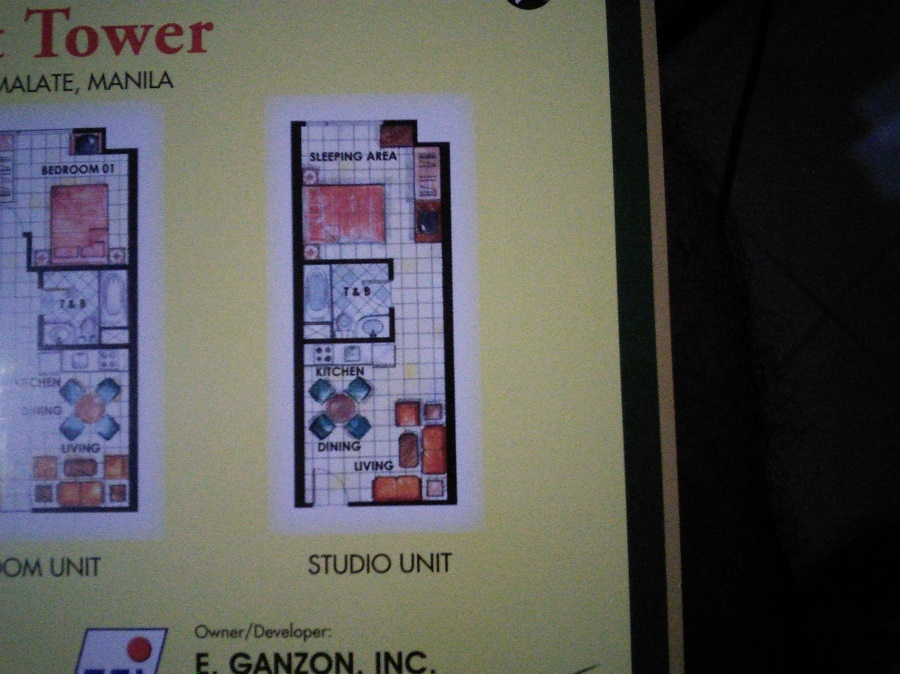 t Tower
MALATE, MANILA
BEDROOM 01
T & B
KITCHEN
DINING
LIVING
OOM UNIT
SLEEPING AREA
T & B
KITCHEN
DINING
LIVING
STUDIO UNIT
Owner/Developer:
E. GANZON, INC.